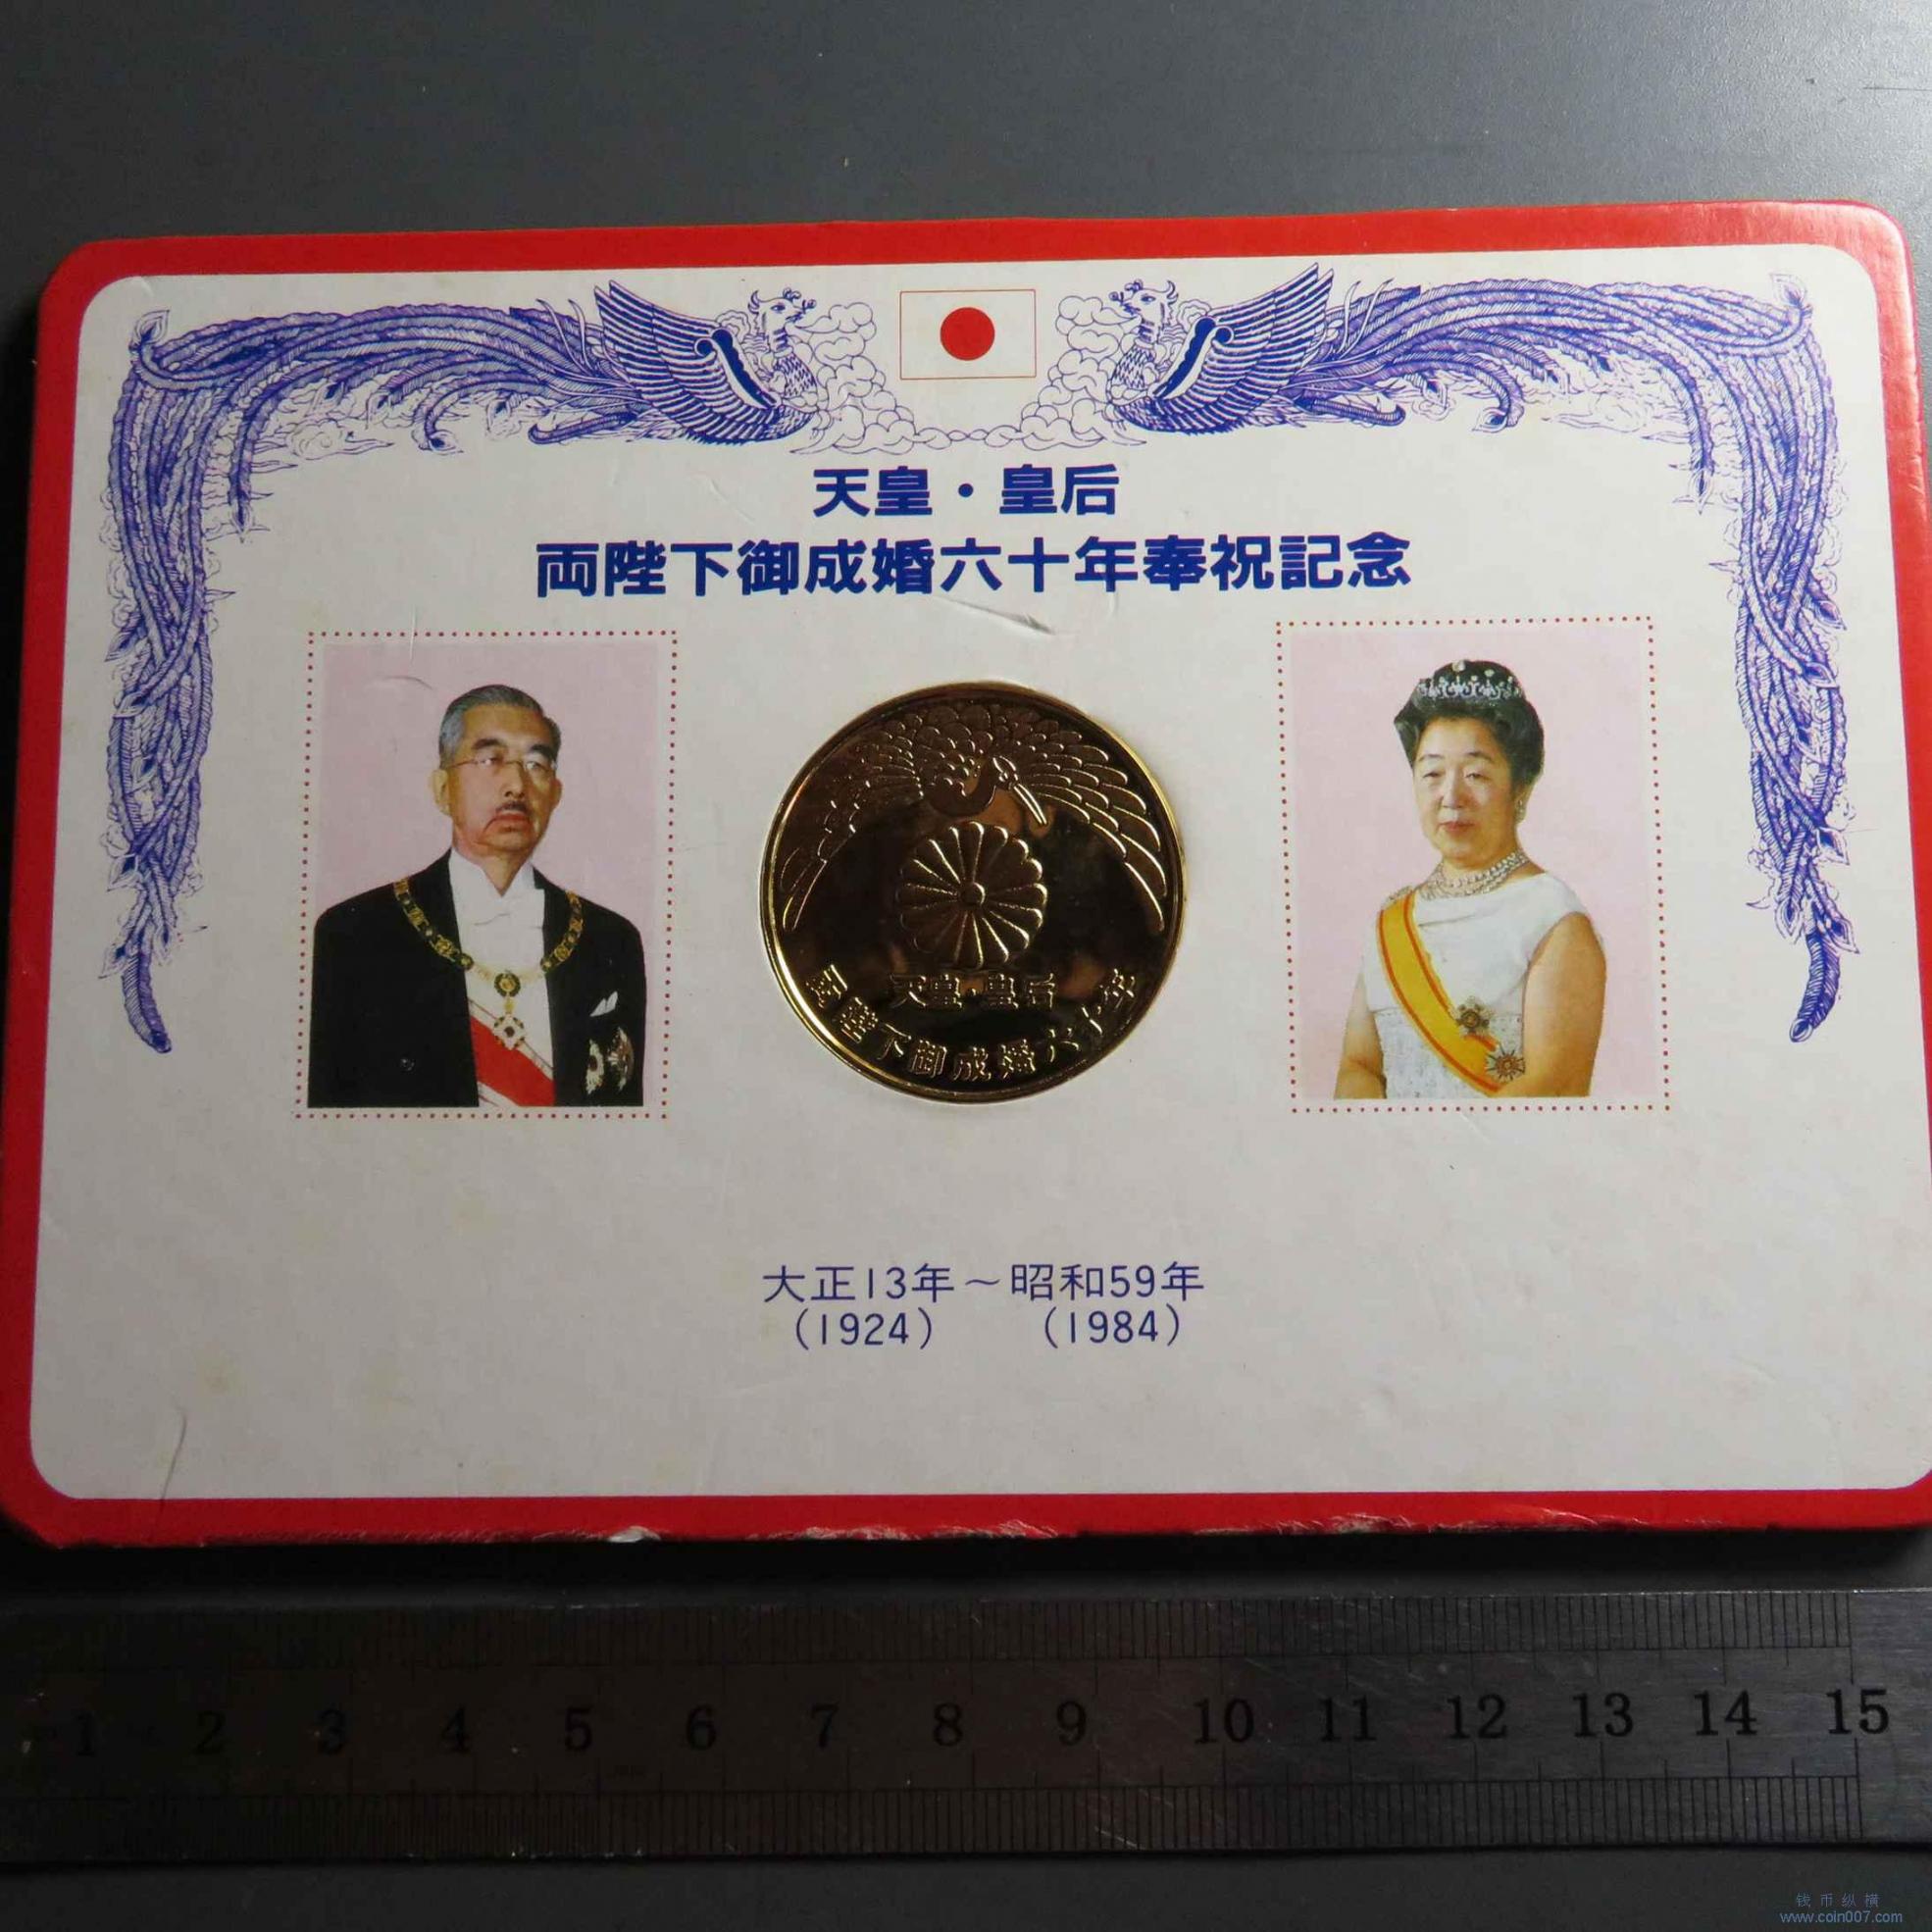 天皇・皇后
両陛下御成婚六十年奉祝記念
天皇・皇后
両陛下御成婚六十年
大正13年～昭和59年
(1924) (1984)
1 2 3 4 5 6 7 8 9 10 11 12 13 14 15
钱币纵横
www.coin007.com